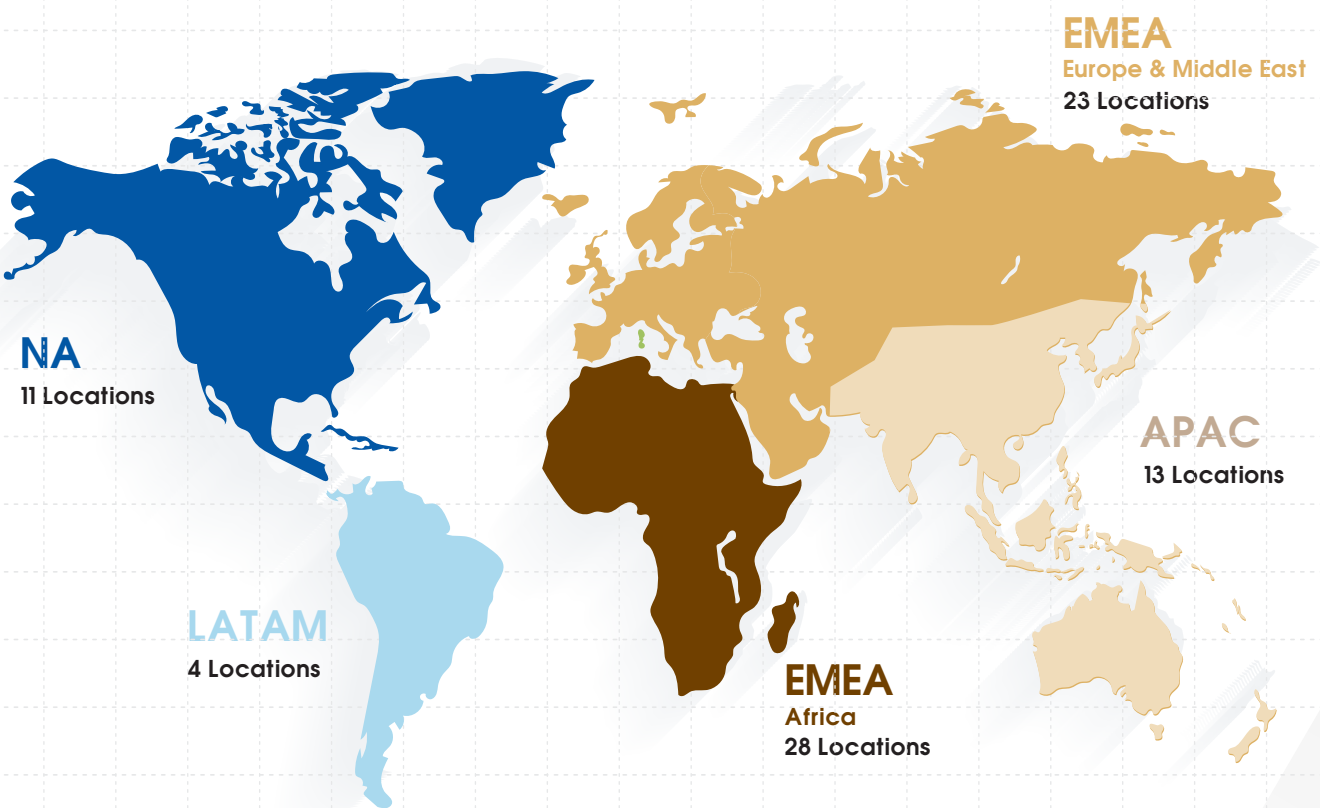 EMEA
Europe & Middle East
23 Locations
NA
11 Locations
APAC
13 Locations
LATAM
4 Locations
EMEA
Africa
28 Locations